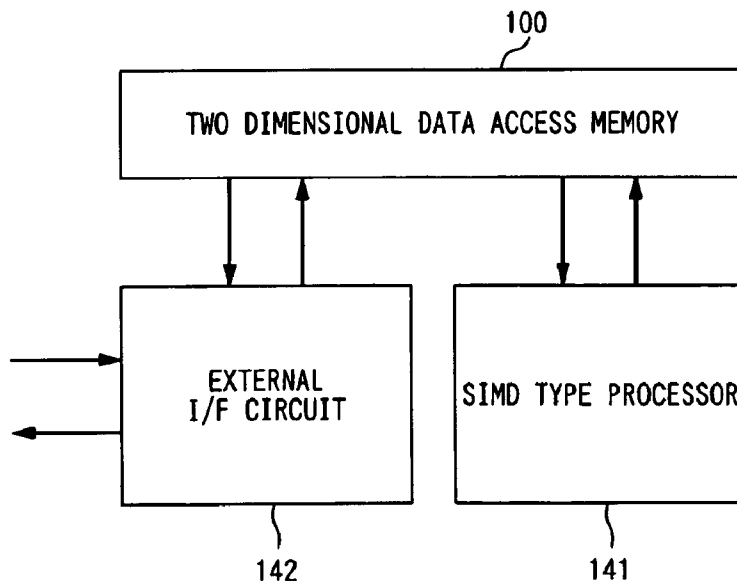 100
TWO DIMENSIONAL DATA ACCESS MEMORY
EXTERNAL
I/F CIRCUIT
SIMD TYPE PROCESSOR
142
141